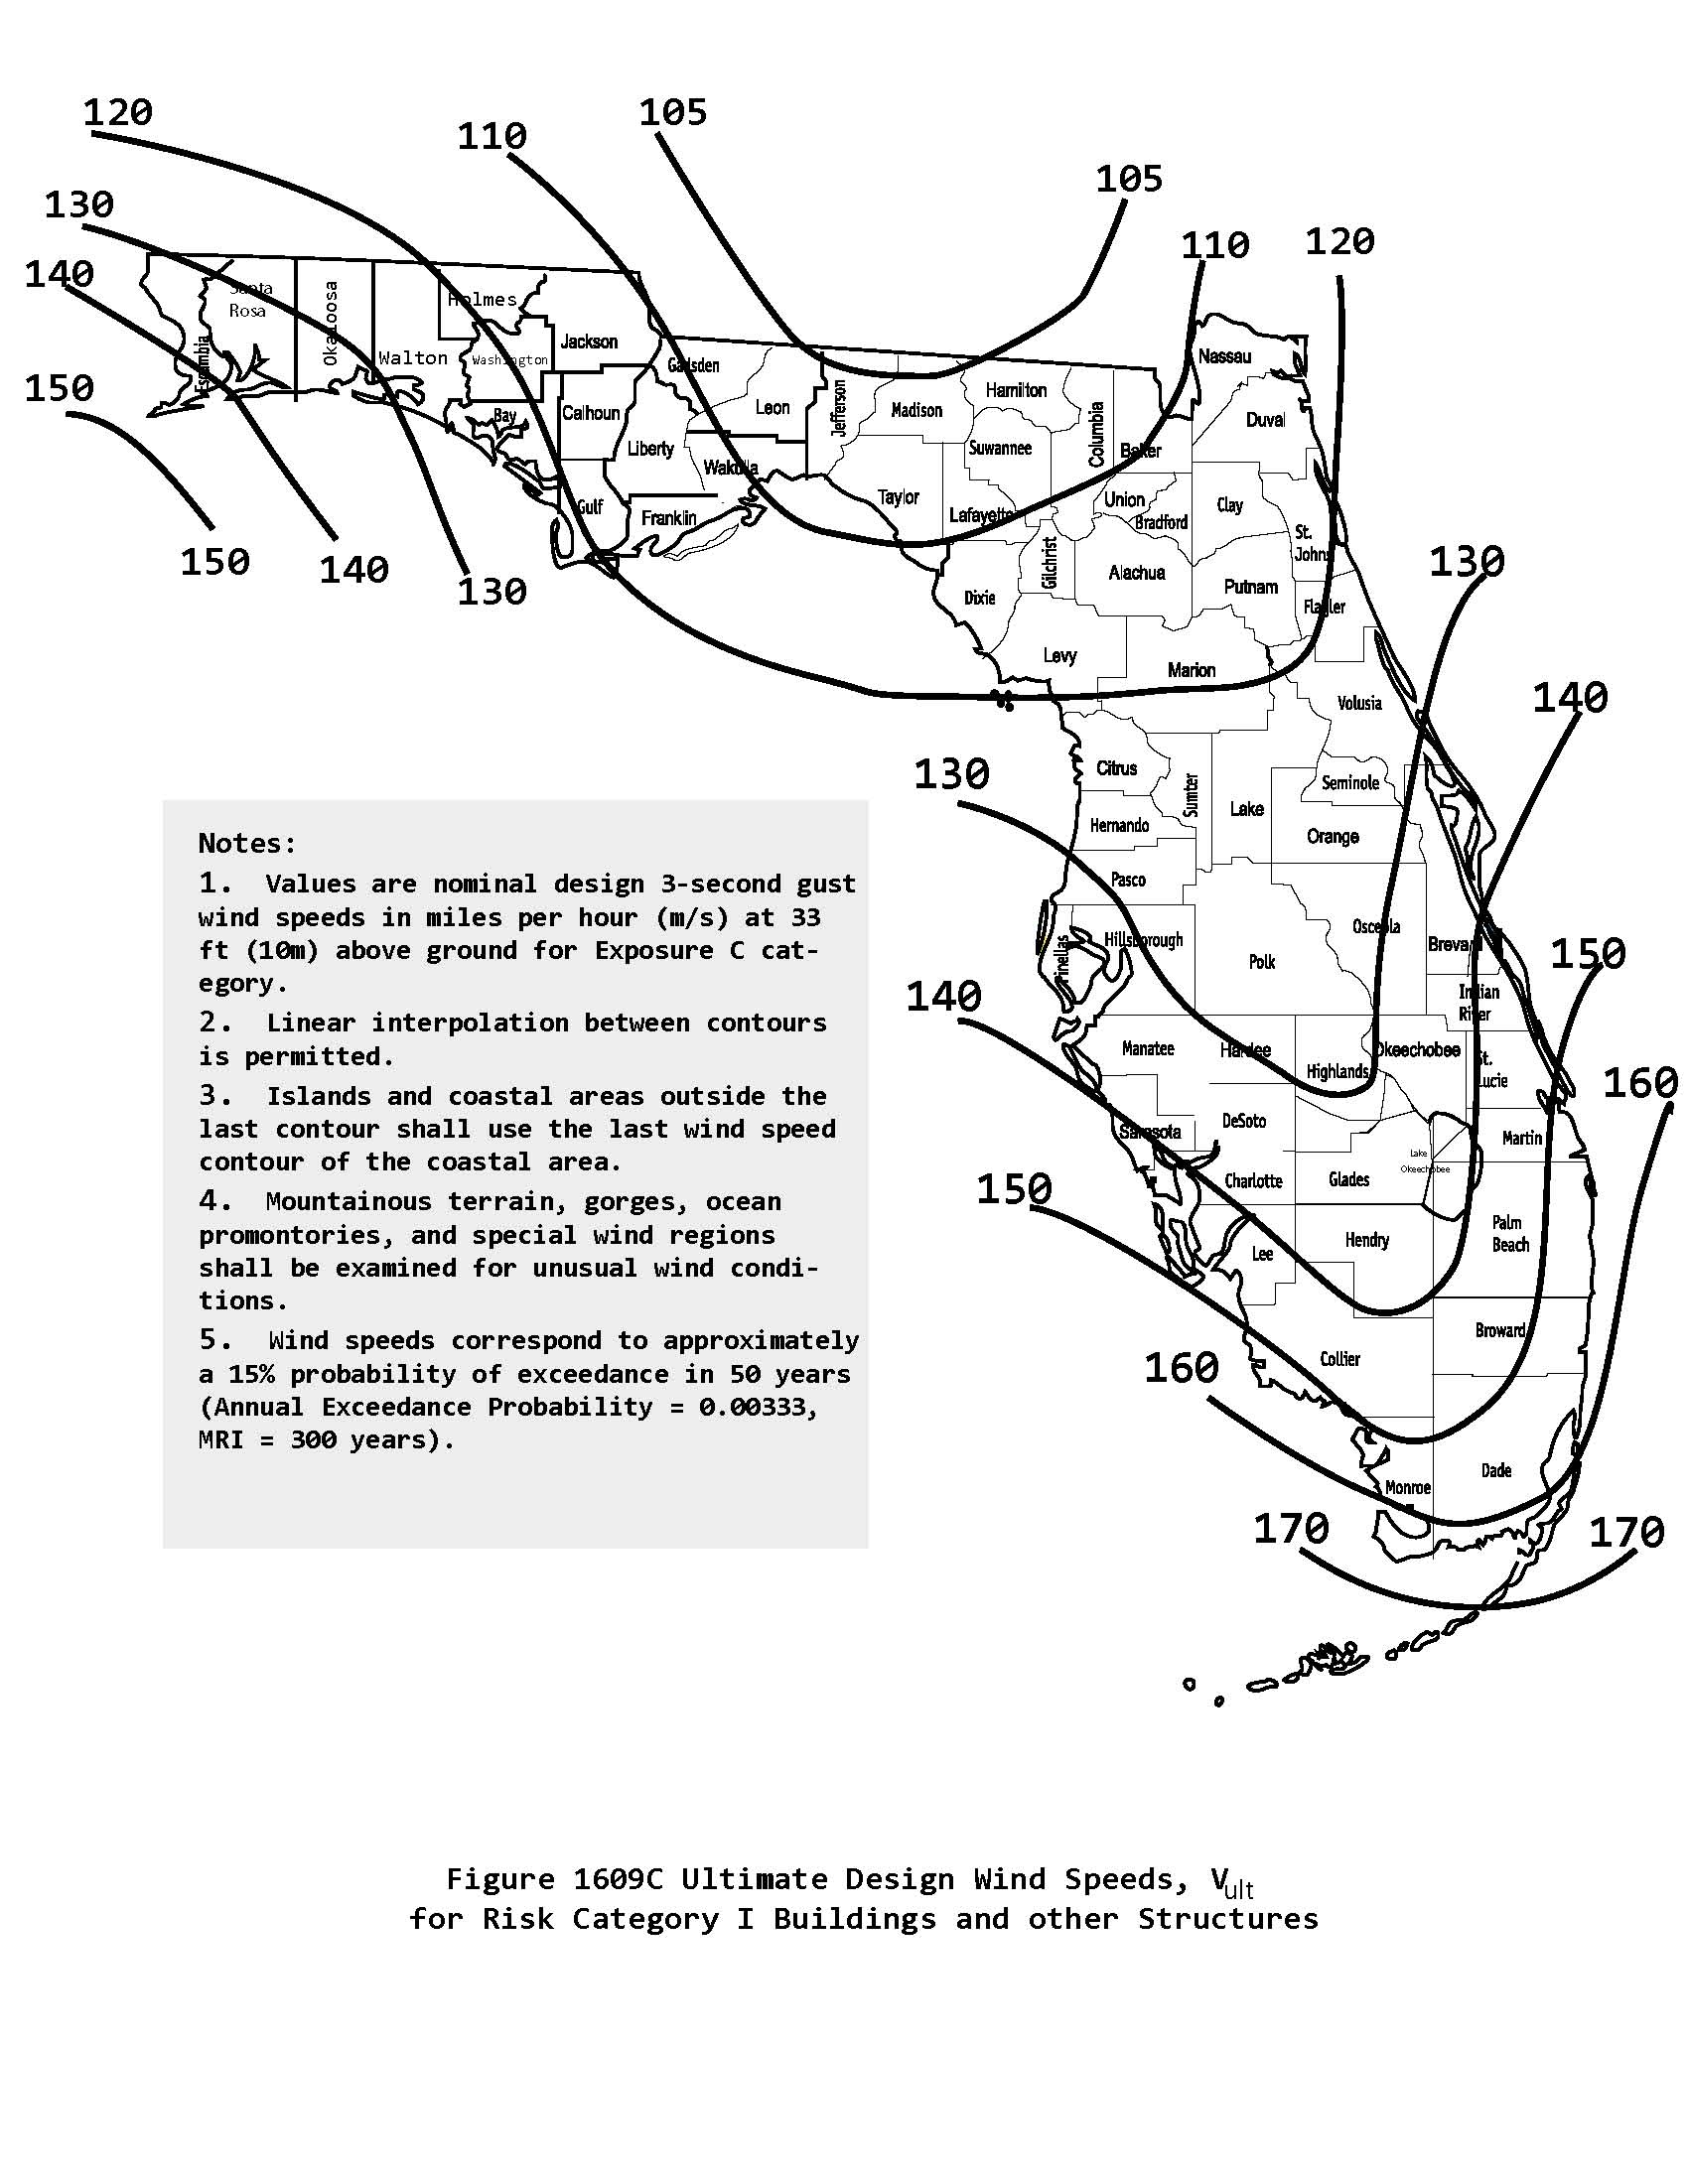 120
105
110
105
130
110
120
140
Santa
Rosa
Okaloosa
Holmes
Escambia
Walton
Washington
Jackson
Gadsden
Nassau
150
Bay
Calhoun
Leon
Jefferson
Madison
Hamilton
Columbia
Duval
Liberty
Wakulla
Suwannee
Baker
Gulf
Franklin
Taylor
Lafayette
Union
Bradford
Clay
St.
Johns
150
140
130
Dixie
Gilchrist
Alachua
Putnam
Flagler
130
Levy
Marion
Volusia
140
130
Citrus
Sumter
Lake
Seminole
Hernando
Orange
Pasco
Pinellas
Hillsborough
Polk
Osceola
Brevard
150
140
Indian
River
Manatee
Hardee
Highlands
Okeechobee
St.
Lucie
160
Sarasota
DeSoto
Martin
Lake
Okeechobee
150
Charlotte
Glades
Lee
Hendry
Palm
Beach
Broward
160
Collier
Monroe
Dade
170
170
Notes:
1. Values are nominal design 3-second gust
wind speeds in miles per hour (m/s) at 33
ft (10m) above ground for Exposure C cat-
egory.
2. Linear interpolation between contours
is permitted.
3. Islands and coastal areas outside the
last contour shall use the last wind speed
contour of the coastal area.
4. Mountainous terrain, gorges, ocean
promontories, and special wind regions
shall be examined for unusual wind condi-
tions.
5. Wind speeds correspond to approximately
a 15% probability of exceedance in 50 years
(Annual Exceedance Probability = 0.00333,
MRI = 300 years).
Figure 1609C Ultimate Design Wind Speeds, Vult
for Risk Category I Buildings and other Structures